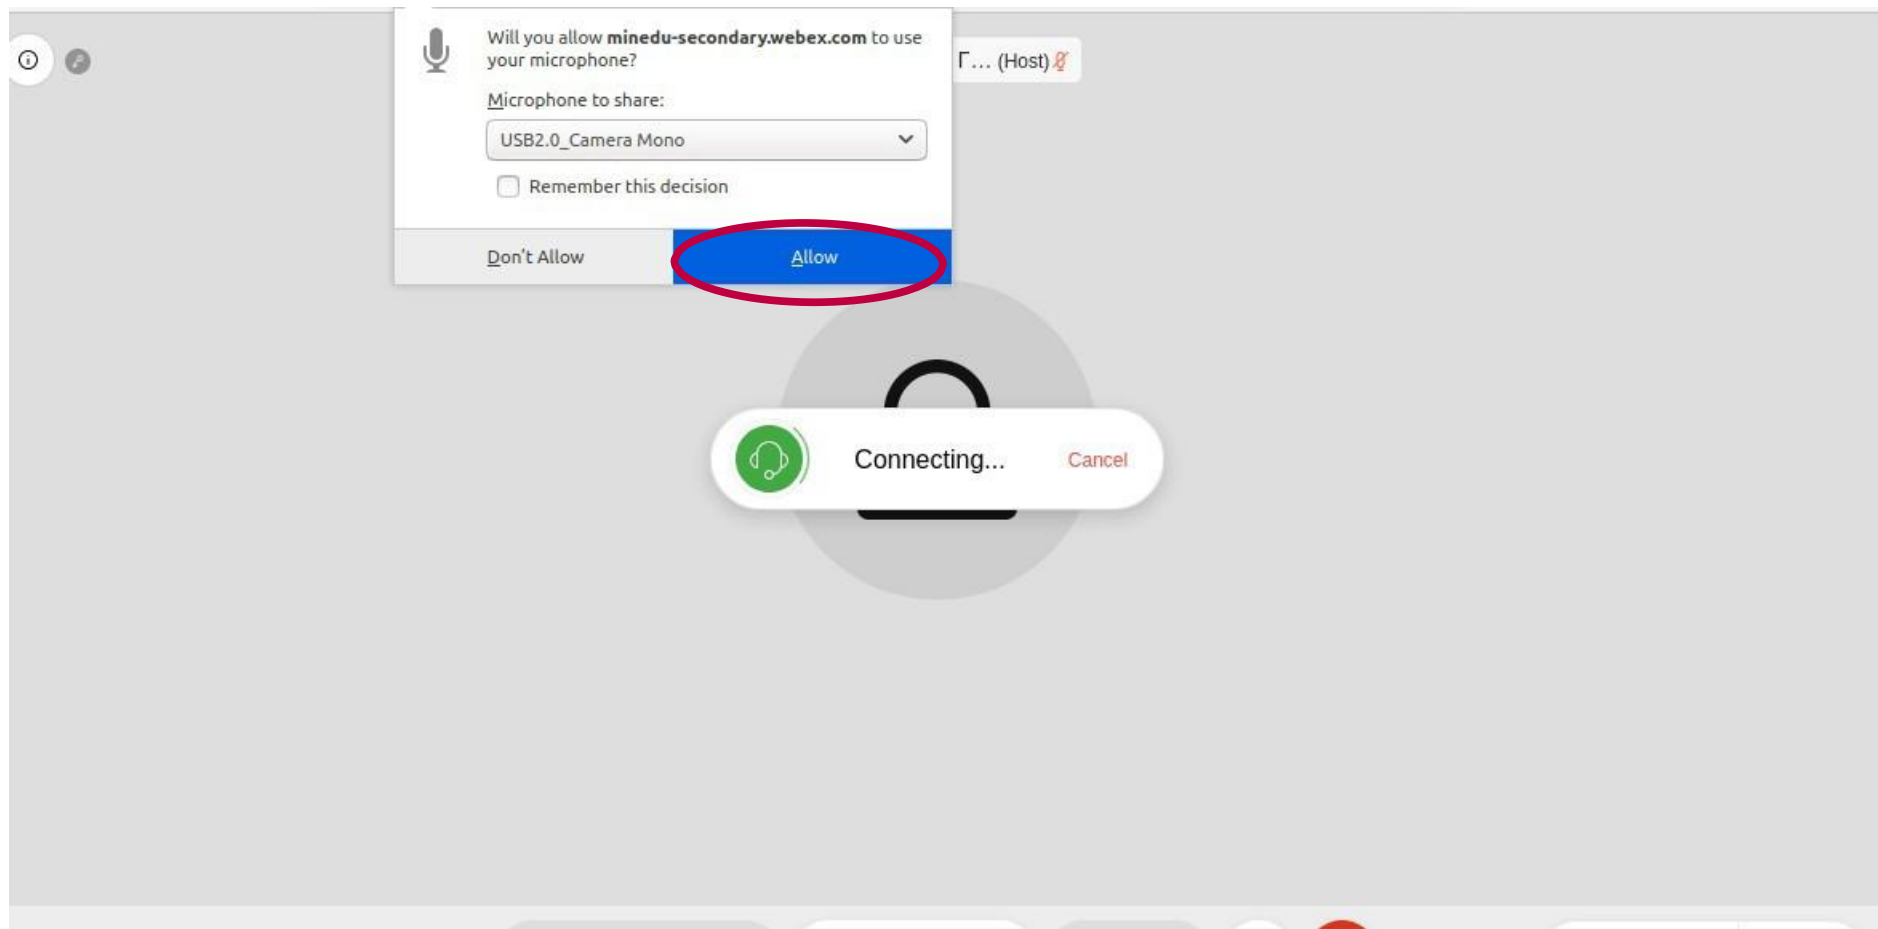 Will you allow minedu-secondary.webex.com to use
your microphone?
Γ... (Host)
Microphone to share:
USB2.0_Camera Mono
Remember this decision
Don't Allow
Allow
Connecting...
Cancel